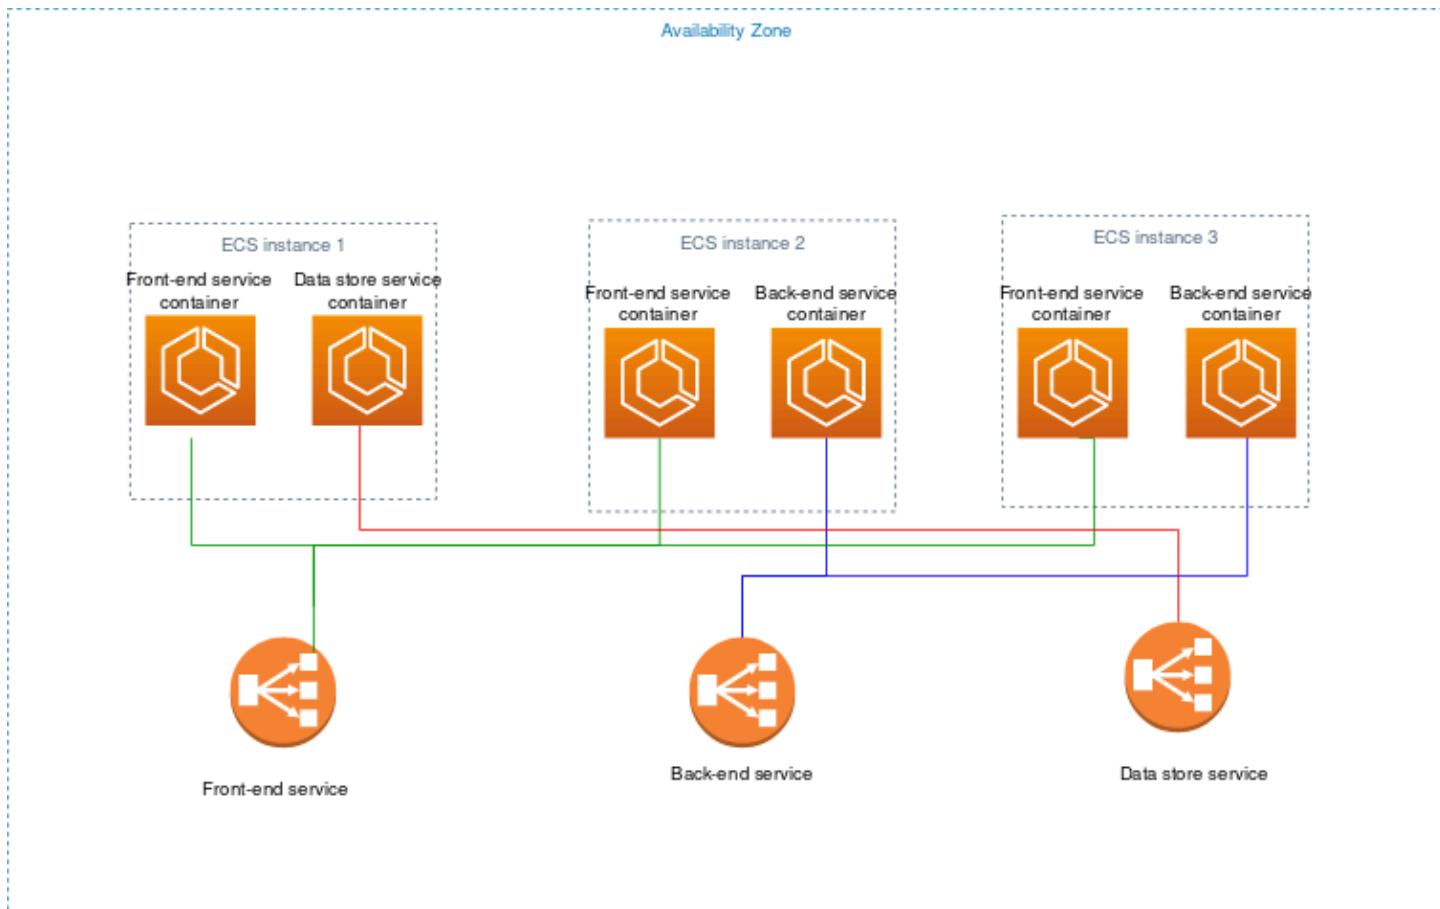 Availability Zone
ECS instance 1
Front-end service
container
Data store service
container
ECS instance 2
Front-end service
container
Back-end service
container
ECS instance 3
Front-end service
container
Back-end service
container
Front-end service
Back-end service
Data store service